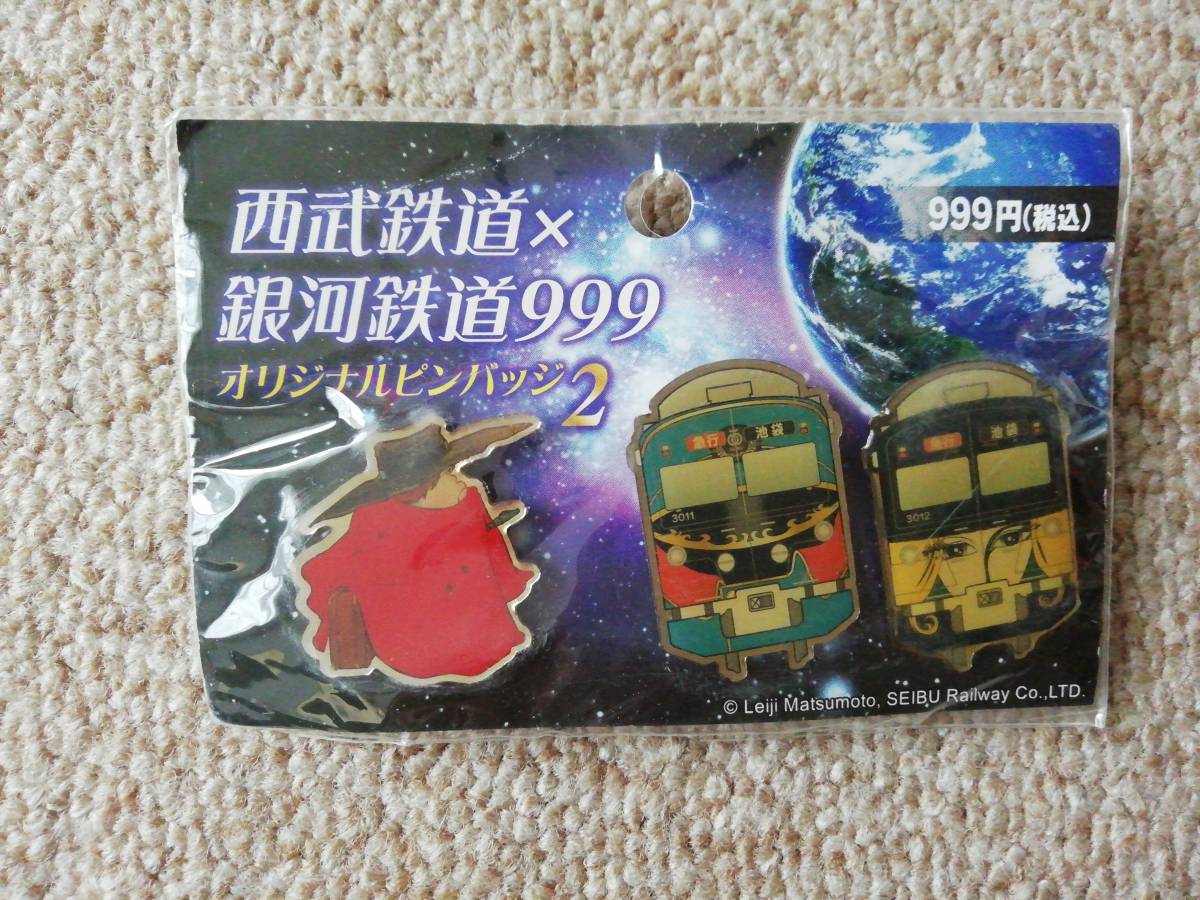 西武鉄道×
銀河鉄道999
オリジナルピンバッジ2
999円(税込)
急行 池袋
3011
急行 池袋
3012
© Leiji Matsumoto, SEIBU Railway Co.,LTD.